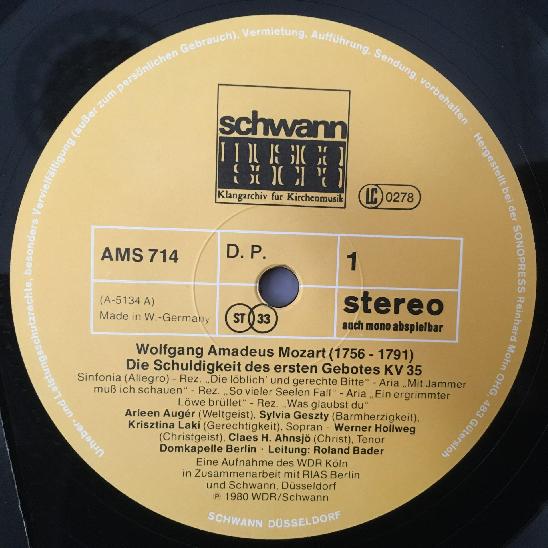 Urheber- und Leistungsschutzrechte, besonders Vervielfältigung (außer zum persönlichen Gebrauch), Vermietung, Aufführung, Sendung, vorbehalten
Hergestellt bei der SONOPRESS Reinhard Mohn OHG 483 Gütersloh
schwann
MUSICA
SACRA
Klangarchiv für Kirchenmusik
LC 0278
AMS 714
D. P.
1
(A-5134 A)
Made in W.-Germany
ST 33
stereo
auch mono abspielbar
Wolfgang Amadeus Mozart (1756 - 1791)
Die Schuldigkeit des ersten Gebotes KV 35
Sinfonia (Allegro) - Rez. „Die löblich' und gerechte Bitte" - Aria „Mit Jammer
muß ich schauen" - Rez. „So vieler Seelen Fall" - Aria „Ein ergrimmter
Löwe brüllet" - Rez. „Was glaubst du"
Arleen Augér (Weltgeist), Sylvia Geszty (Barmherzigkeit),
Krisztina Laki (Gerechtigkeit), Sopran - Werner Hollweg
(Christgeist), Claes H. Ahnsjö (Christ), Tenor
Domkapelle Berlin · Leitung: Roland Bader
Eine Aufnahme des WDR Köln
in Zusammenarbeit mit RIAS Berlin
und Schwann, Düsseldorf
℗ 1980 WDR/Schwann
SCHWANN DÜSSELDORF